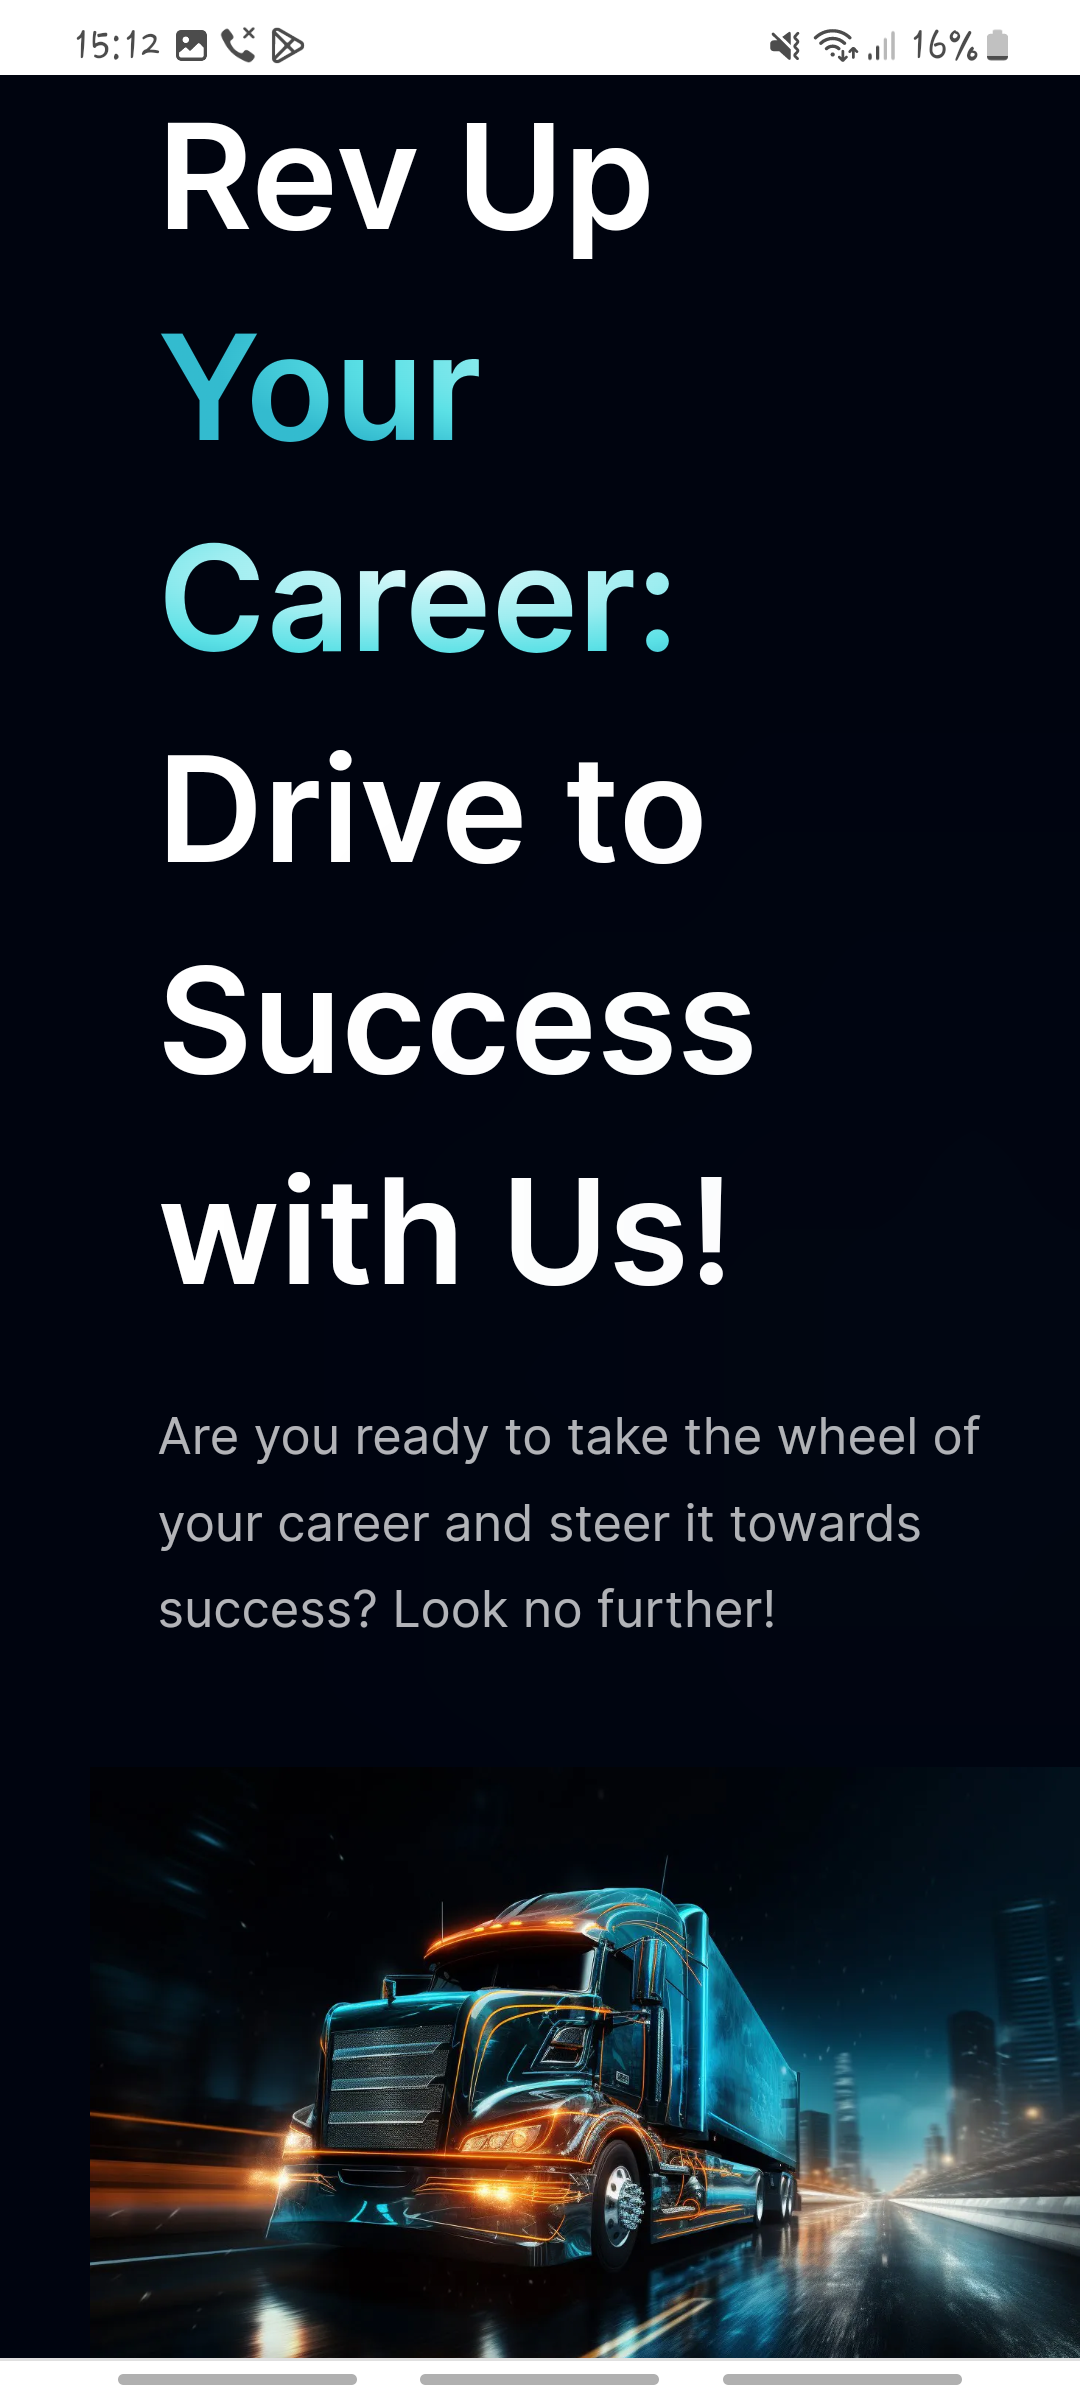 15:12 16%
Rev Up
Your
Career:
Drive to
Success
with Us!
Are you ready to take the wheel of
your career and steer it towards
success? Look no further!